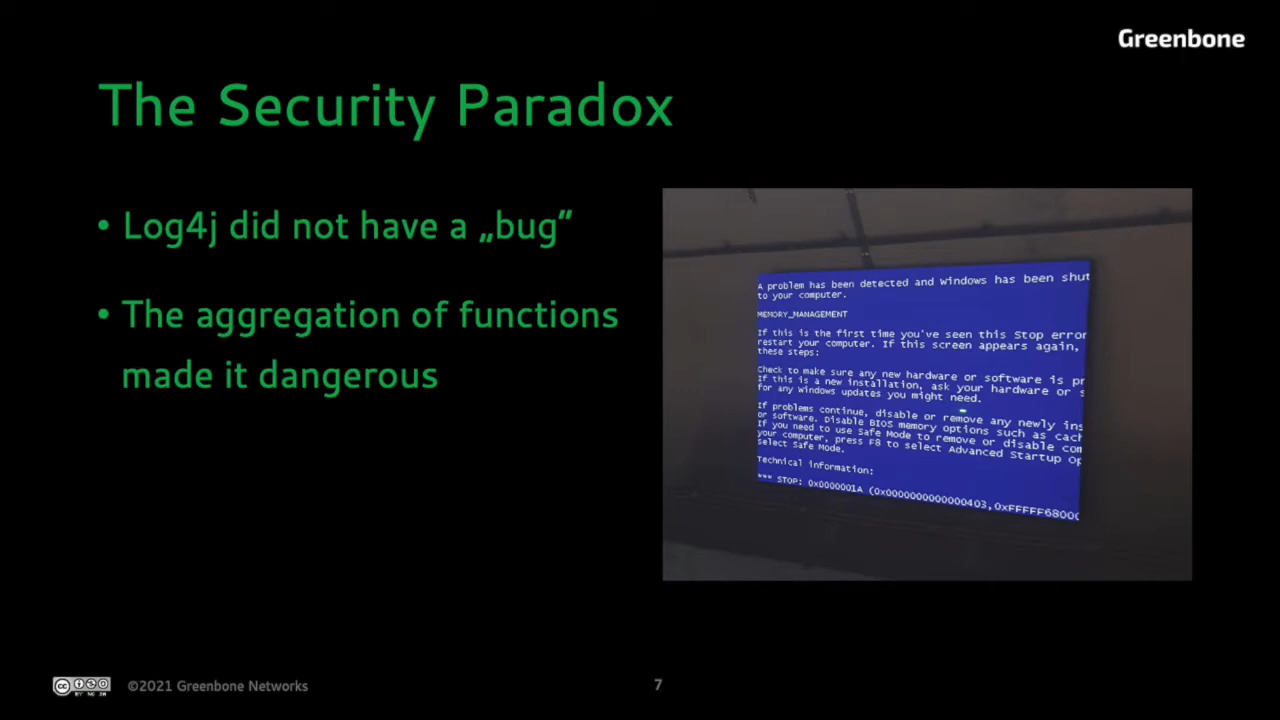 Greenbone
The Security Paradox
• Log4j did not have a „bug”
• The aggregation of functions
made it dangerous
A problem has been detected and windows has been shut
to your computer.
MEMORY_MANAGEMENT
If this is the first time you've seen this Stop error
restart your computer. If this screen appears again,
these steps:
Check to make sure any new hardware or software is pr
If this is a new installation, ask your hardware or s
for any windows updates you might need.
If problems continue, disable or remove any newly ins
or software. Disable BIOS memory options such as cach
If you need to use Safe Mode to remove or disable com
your computer, press F8 to select Advanced Startup Op
select Safe Mode.
Technical information:
*** STOP: 0x0000001A (0x0000000000000403,0xFFFFF6800
cc BY NC SA ©2021 Greenbone Networks
7